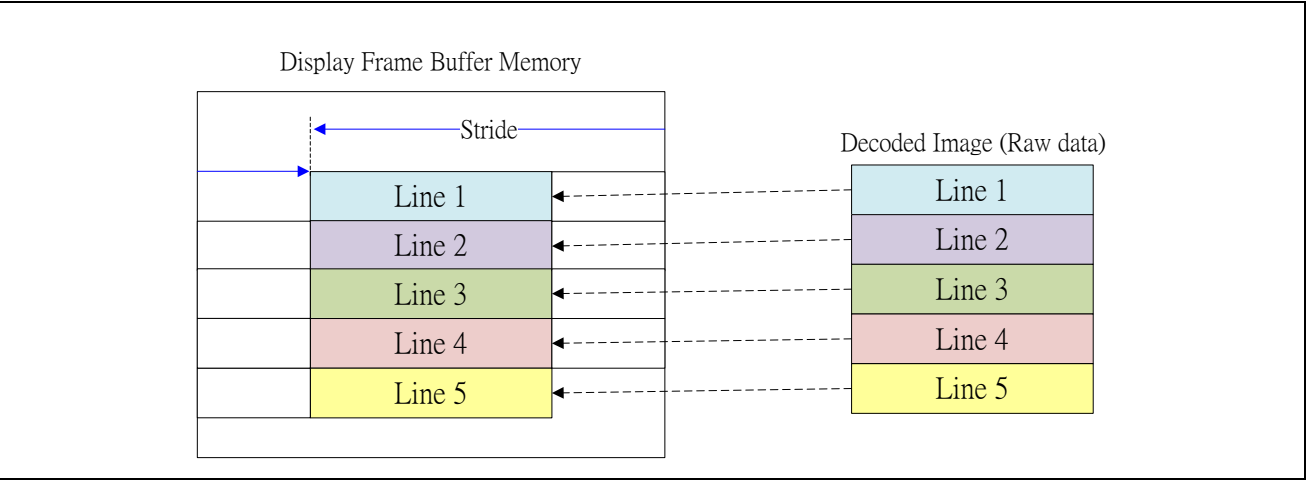 Display Frame Buffer Memory
Stride
Line 1
Line 2
Line 3
Line 4
Line 5
Decoded Image (Raw data)
Line 1
Line 2
Line 3
Line 4
Line 5